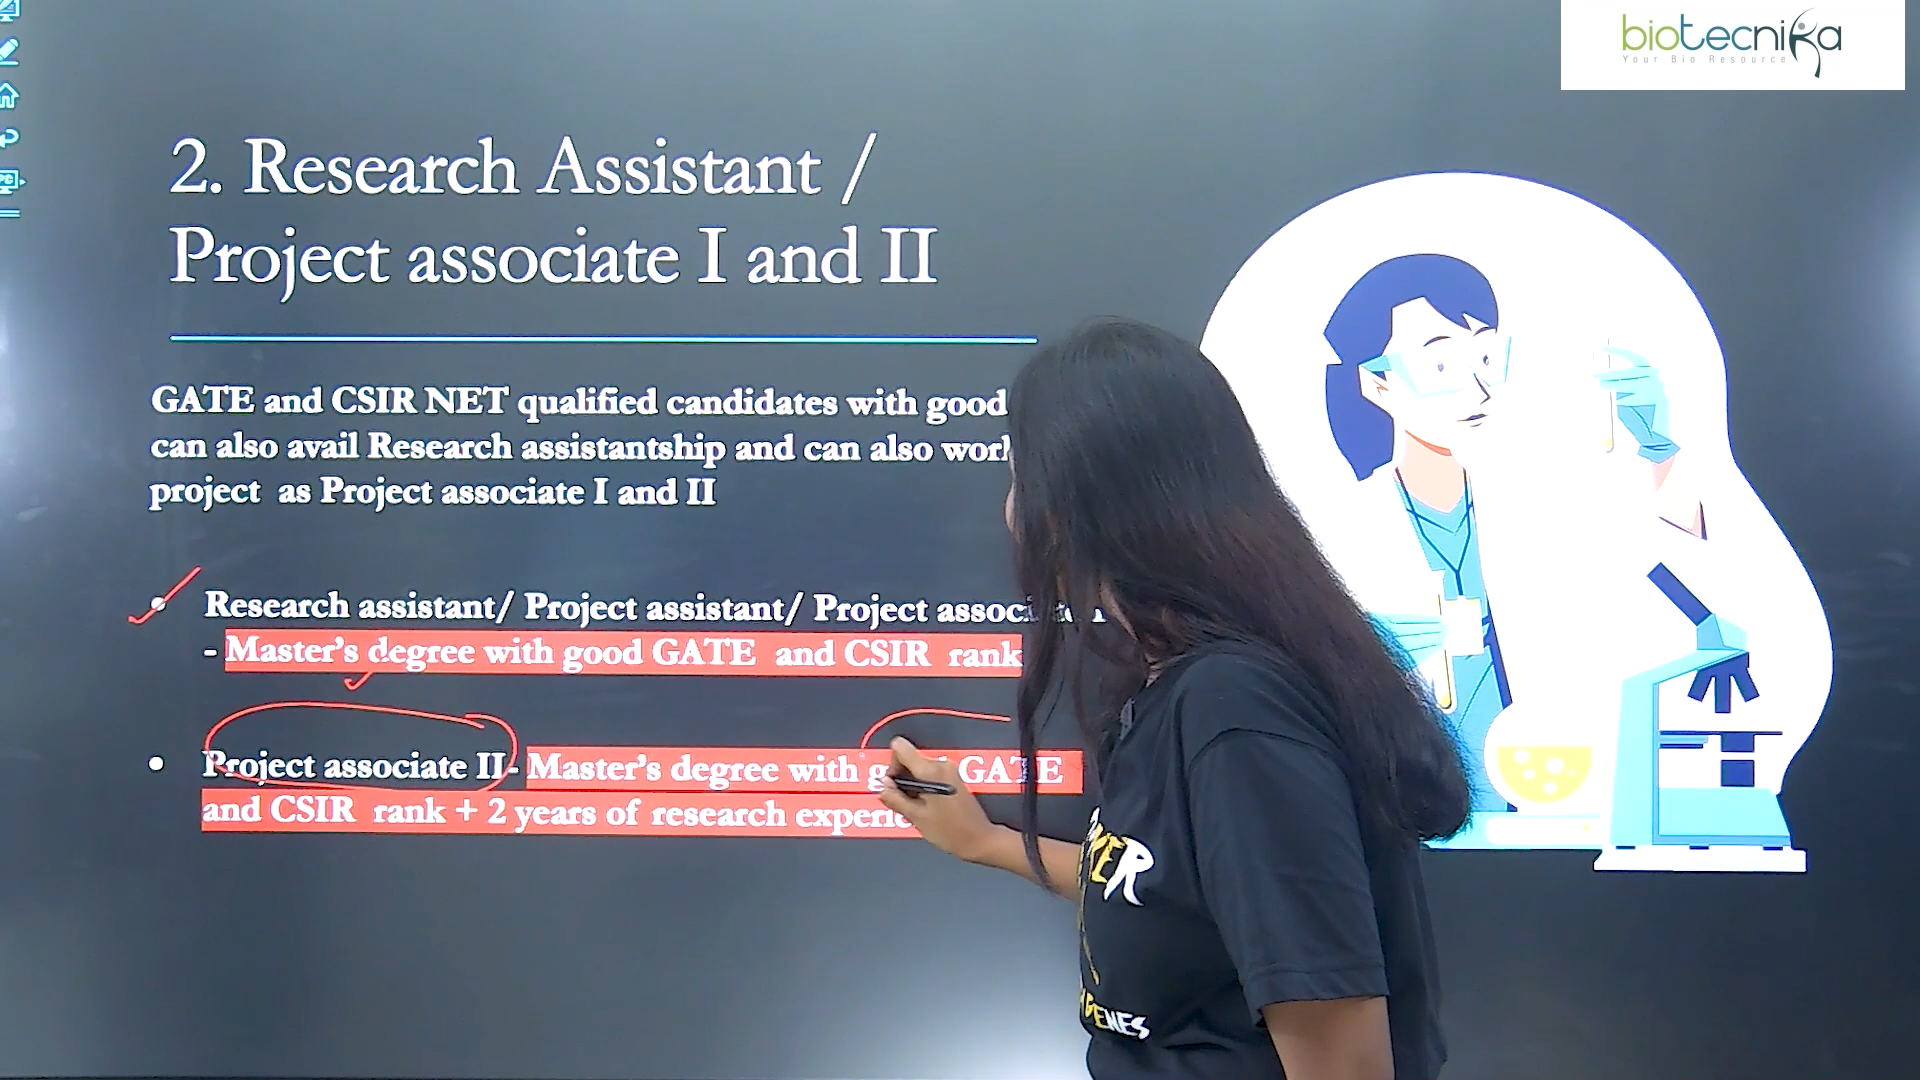 biotecnika
Your Bio Resource
2. Research Assistant /
Project associate I and II
GATE and CSIR NET qualified candidates with good
can also avail Research assistantship and can also
project as Project associate I and II
Research assistant/ Project assistant/ Project
- Master's degree with good GATE and CSIR rank
Project associate II- Master's degree with GATE
and CSIR rank + 2 years of research
GENES